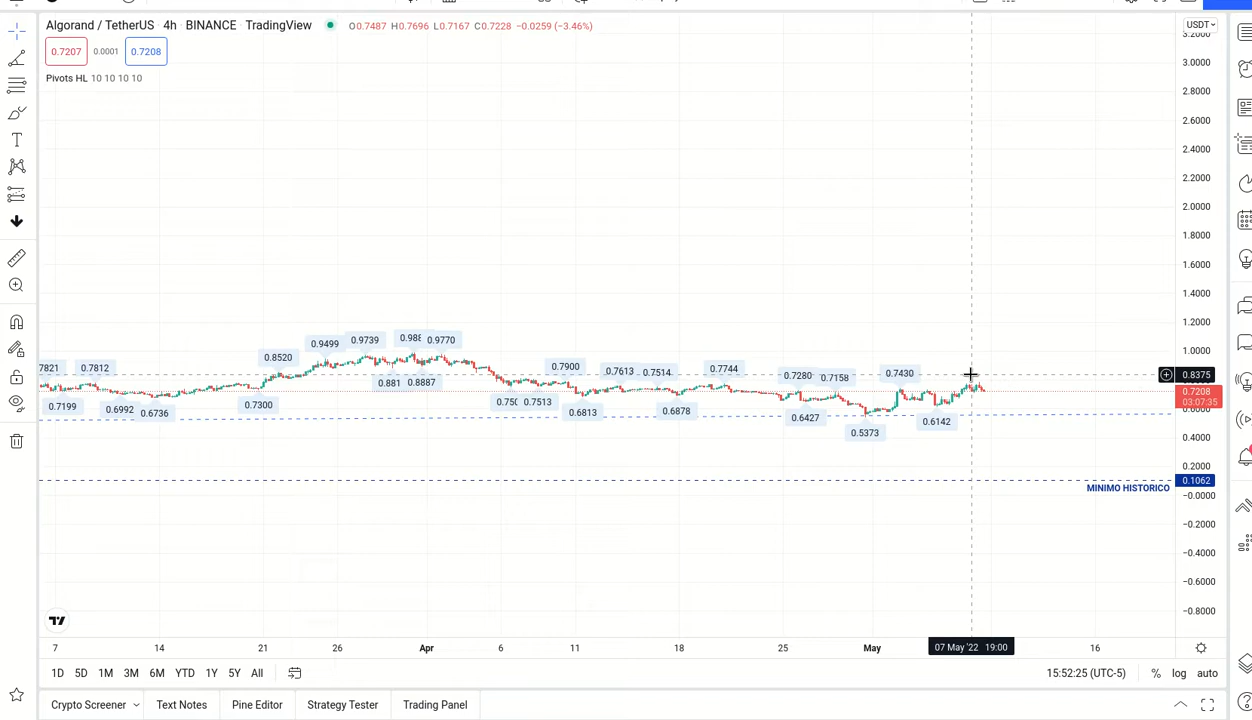 Algorand / TetherUS 4h BINANCE TradingView O0.7487 H0.7696 L0.7167 C0.7228 −0.0259 (−3.46%)
USDT
0.7207 0.0001 0.7208
Pivots HL 10 10 10 10
3.2000
3.0000
2.8000
2.6000
2.4000
2.2000
2.0000
1.8000
1.6000
1.4000
1.2000
1.0000
0.8375
0.7208
03:07:35
0.6000
0.4000
0.2000
0.1062
−0.0000
−0.2000
−0.4000
−0.6000
−0.8000
0.9499 0.9739 0.988 0.9770
0.8520
7821 0.7812 0.7900 0.7613 0.7514 0.7744 0.7280 0.7158 0.7430
0.881 0.8887
0.7199 0.6992 0.6736 0.7300 0.750 0.7513 0.6813 0.6878 0.6427 0.5373 0.6142
MINIMO HISTORICO
7 14 21 26 Apr 6 11 18 25 May 07 May '22 19:00 16
1D 5D 1M 3M 6M YTD 1Y 5Y All 15:52:25 (UTC-5) % log auto
Crypto Screener Text Notes Pine Editor Strategy Tester Trading Panel